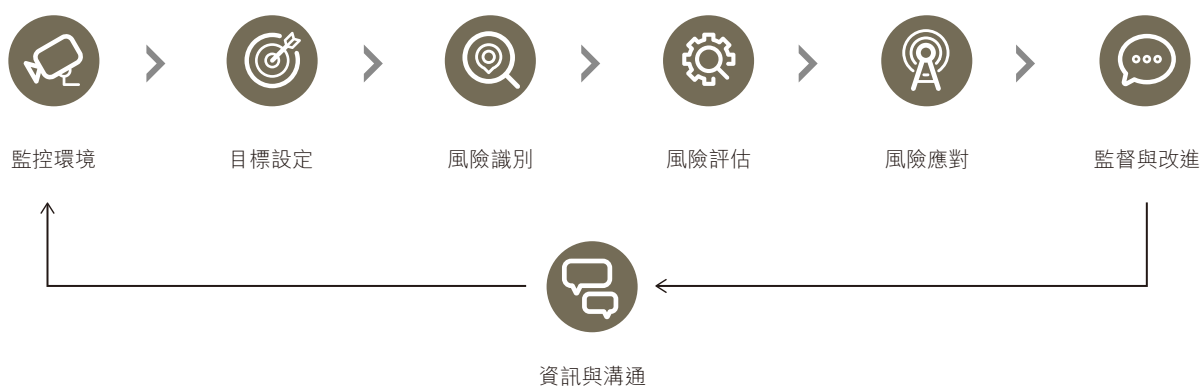 監控環境
目標設定
風險識別
風險評估
風險應對
監督與改進
資訊與溝通